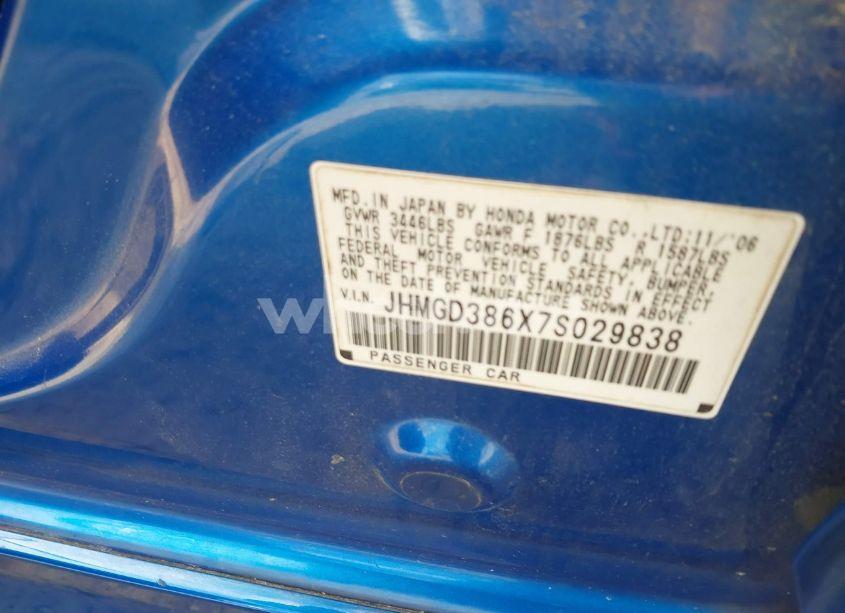 MFD.IN JAPAN BY HONDA MOTOR CO.,LTD:11/'06
GVWR 3446LBS GAWR F 1876LBS R 1587LBS
THIS VEHICLE CONFORMS TO ALL APPLICABLE
FEDERAL MOTOR VEHICLE SAFETY, BUMPER,
AND THEFT PREVENTION STANDARDS IN EFFECT
ON THE DATE OF MANUFACTURE SHOWN ABOVE.
V.I.N. JHMGD386X7S029838
PASSENGER CAR